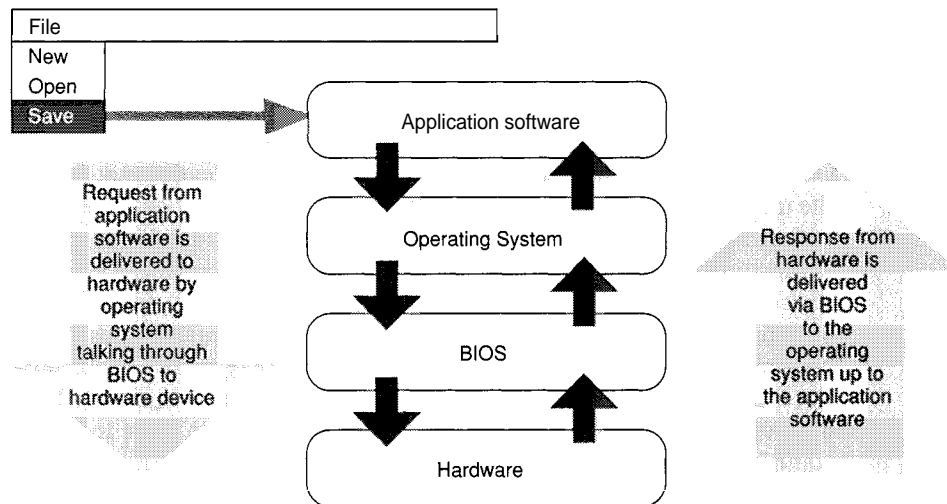 File
New
Open
Save
Application software
Operating System
BIOS
Hardware
Request from
application
software is
delivered to
hardware by
operating
system
talking through
BIOS to
hardware device
Response from
hardware is
delivered
via BIOS
to the
operating
system up to
the application
software